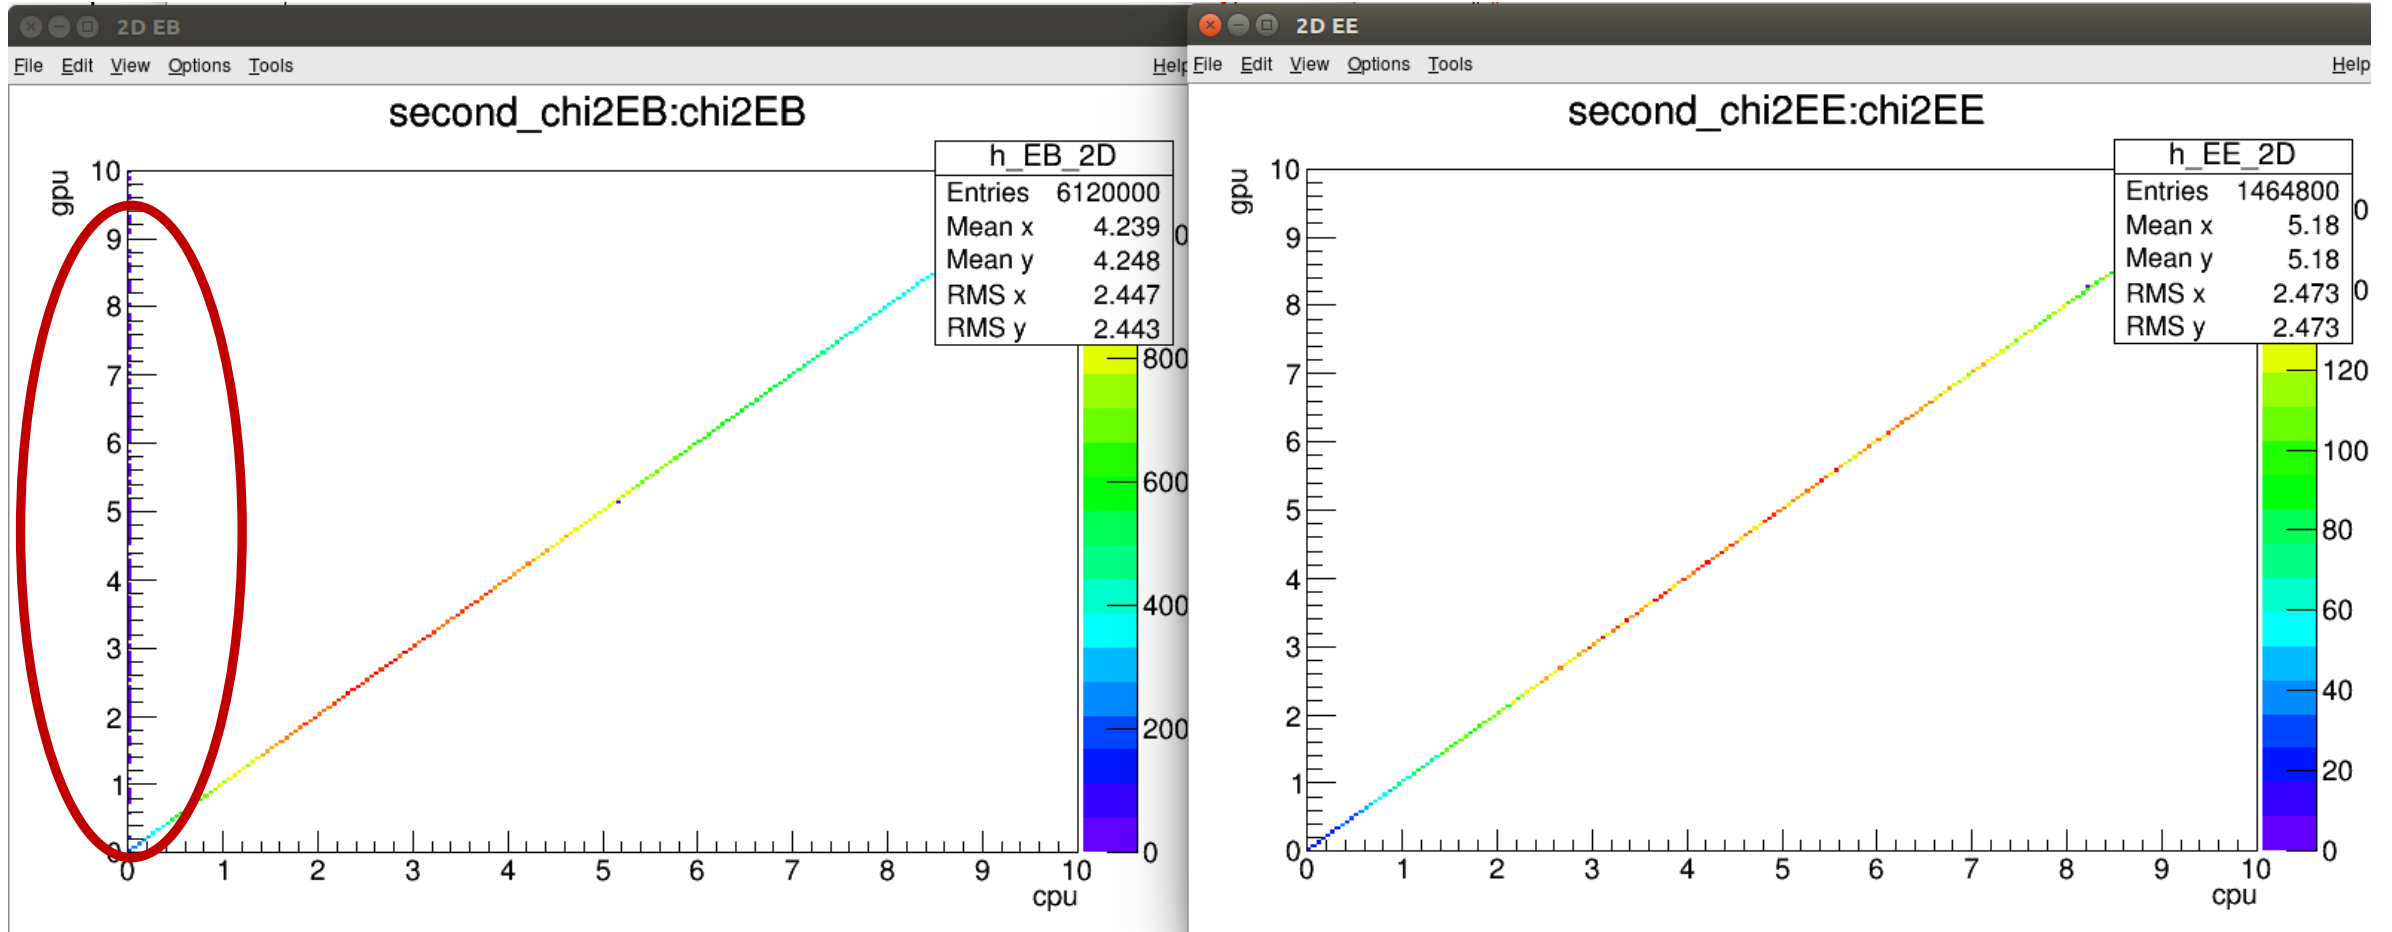 2D EB
File Edit View Options Tools Help
second_chi2EB:chi2EB
h_EB_2D
Entries 6120000
Mean x 4.239
Mean y 4.248
RMS x 2.447
RMS y 2.443
gpu
10
9
8
7
6
5
4
3
2
1
0
0 1 2 3 4 5 6 7 8 9 10
cpu
0
800
600
400
200
0
2D EE
File Edit View Options Tools Help
second_chi2EE:chi2EE
h_EE_2D
Entries 1464800
Mean x 5.18
Mean y 5.18
RMS x 2.473
RMS y 2.473
gpu
10
9
8
7
6
5
4
3
2
1
0
0 1 2 3 4 5 6 7 8 9 10
cpu
0
0
120
100
80
60
40
20
0